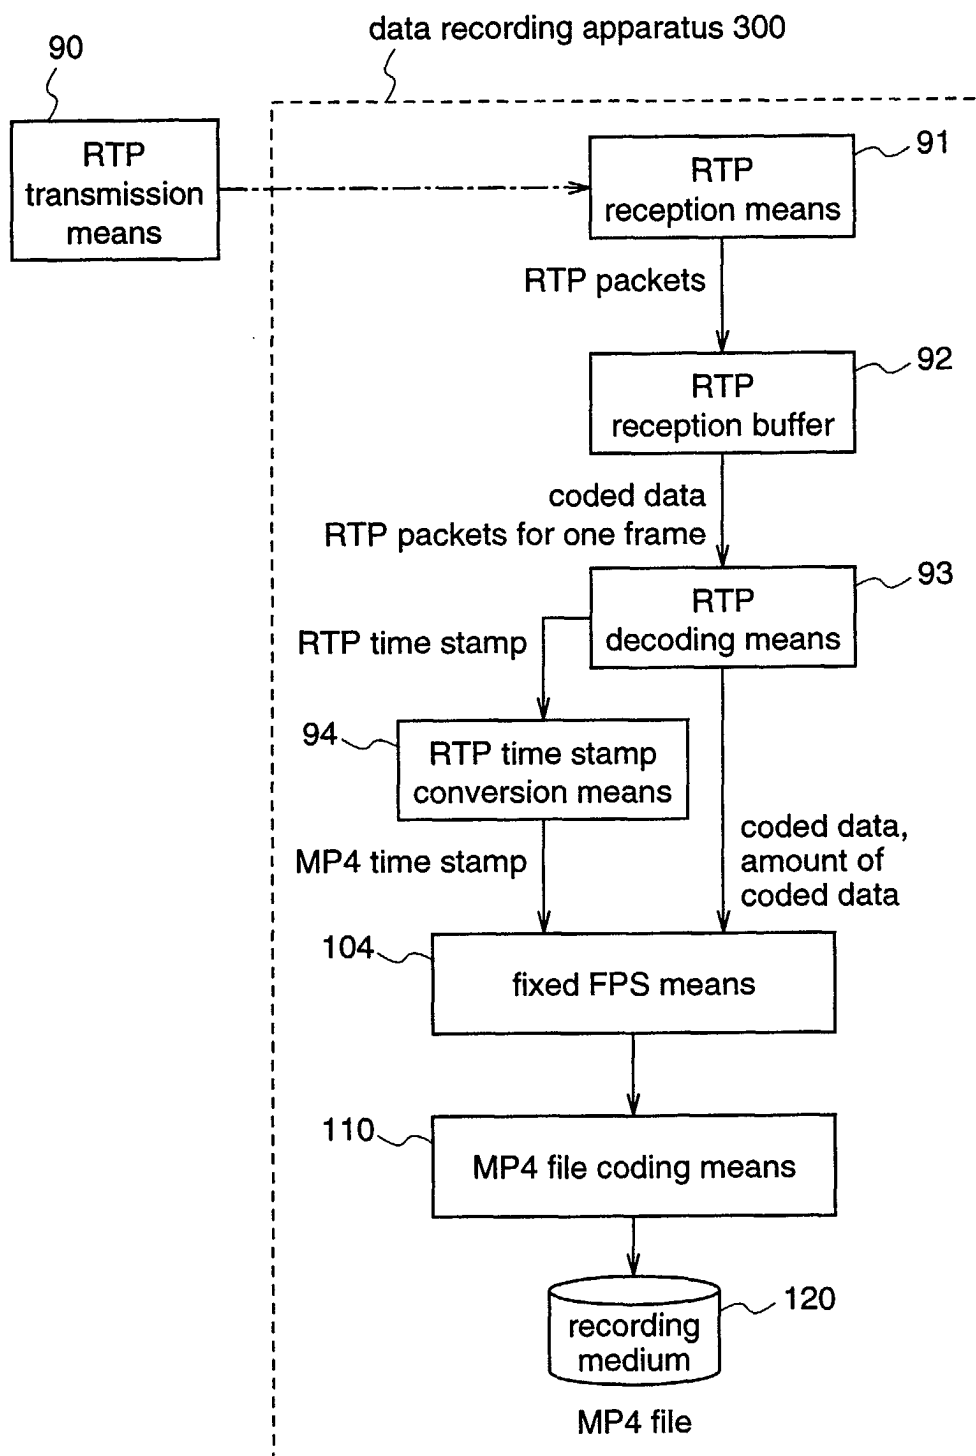 data recording apparatus 300
90
RTP
transmission
means
91
RTP
reception means
RTP packets
92
RTP
reception buffer
coded data
RTP packets for one frame
93
RTP
decoding means
RTP time stamp
94
RTP time stamp
conversion means
MP4 time stamp
coded data,
amount of
coded data
104
fixed FPS means
110
MP4 file coding means
120
recording
medium
MP4 file